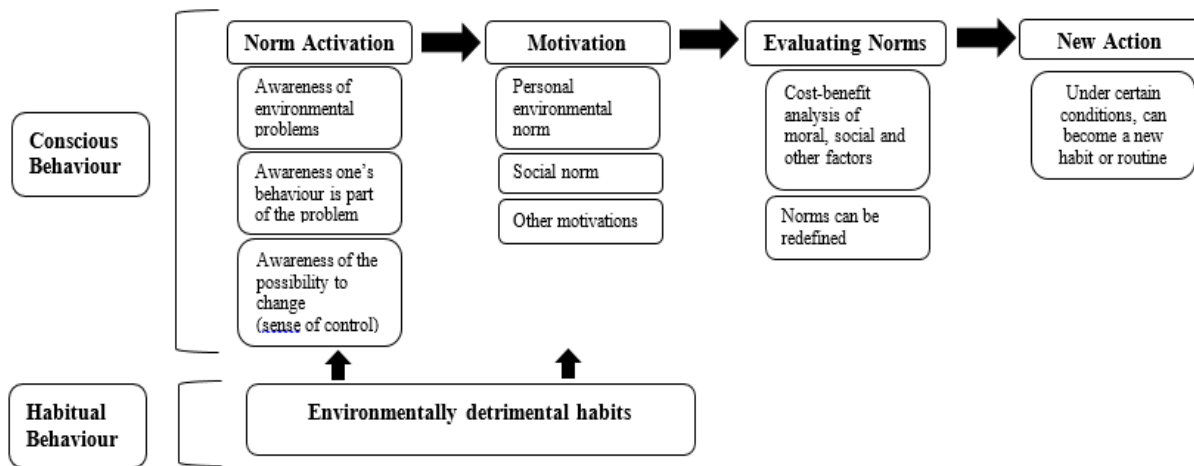 Conscious
Behaviour
Norm Activation
Awareness of
environmental
problems
Awareness one's
behaviour is part
of the problem
Awareness of the
possibility to
change
(sense of control)
Motivation
Personal
environmental
norm
Social norm
Other motivations
Evaluating Norms
Cost-benefit
analysis of
moral, social and
other factors
Norms can be
redefined
New Action
Under certain
conditions, can
become a new
habit or routine
Habitual
Behaviour
Environmentally detrimental habits